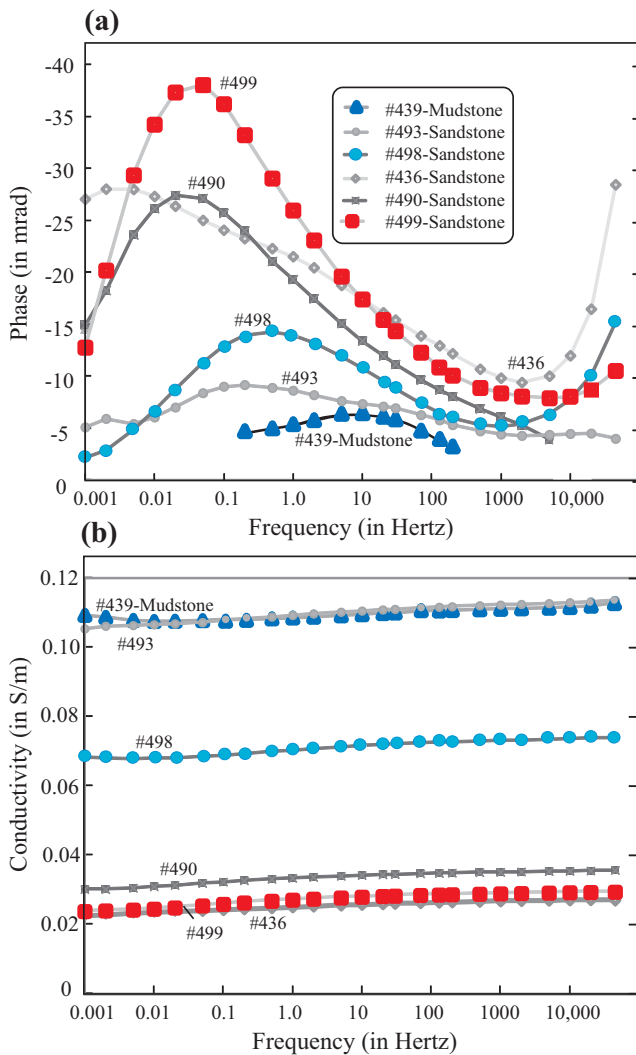 (a)
-40
-35
-30
-25
-20
-15
-10
-5
0
Phase (in mrad)
#499
#490
#498
#493
#439-Mudstone
#436
#439-Mudstone
#493-Sandstone
#498-Sandstone
#436-Sandstone
#490-Sandstone
#499-Sandstone
0.001 0.01 0.1 1.0 10 100 1000 10,000
Frequency (in Hertz)
(b)
0.12
0.10
0.08
0.06
0.04
0.02
0
Conductivity (in S/m)
#439-Mudstone
#493
#498
#490
#499
#436
0.001 0.01 0.1 1.0 10 100 1000 10,000
Frequency (in Hertz)